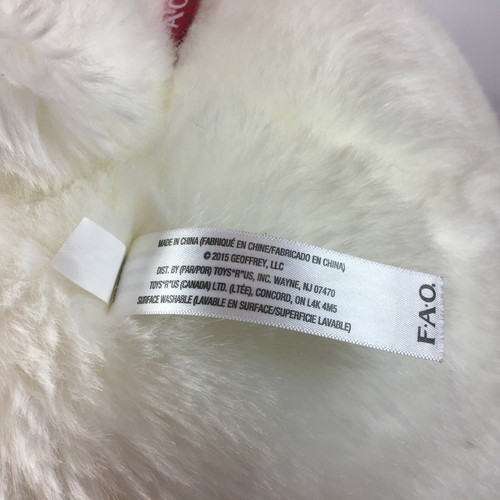 A·O
MADE IN CHINA (FABRIQUÉ EN CHINE/FABRICADO EN CHINA)
© 2015 GEOFFREY, LLC
DIST. BY (PAR/POR) TOYS"R"US, INC. WAYNE, NJ 07470
TOYS"R"US (CANADA) LTD. (LTÉE), CONCORD, ON L4K 4M5
SURFACE WASHABLE (LAVABLE EN SURFACE/SUPERFICIE LAVABLE)
F·A·O.